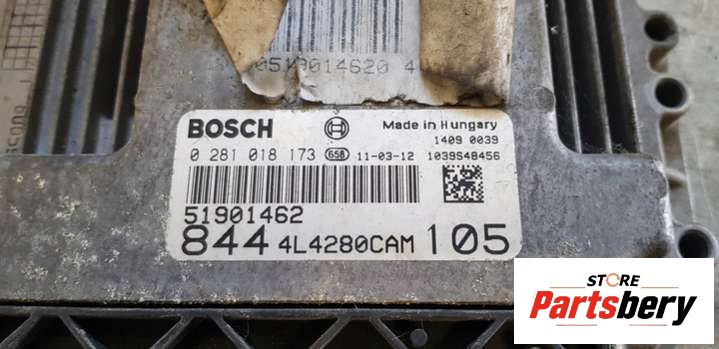 0519014620 4
BOSCH
Made in Hungary
1409 0039
0 281 018 173 658 11-03-12 1039S48456
51901462
844 4L4280CAM 105
STORE
Partsbery